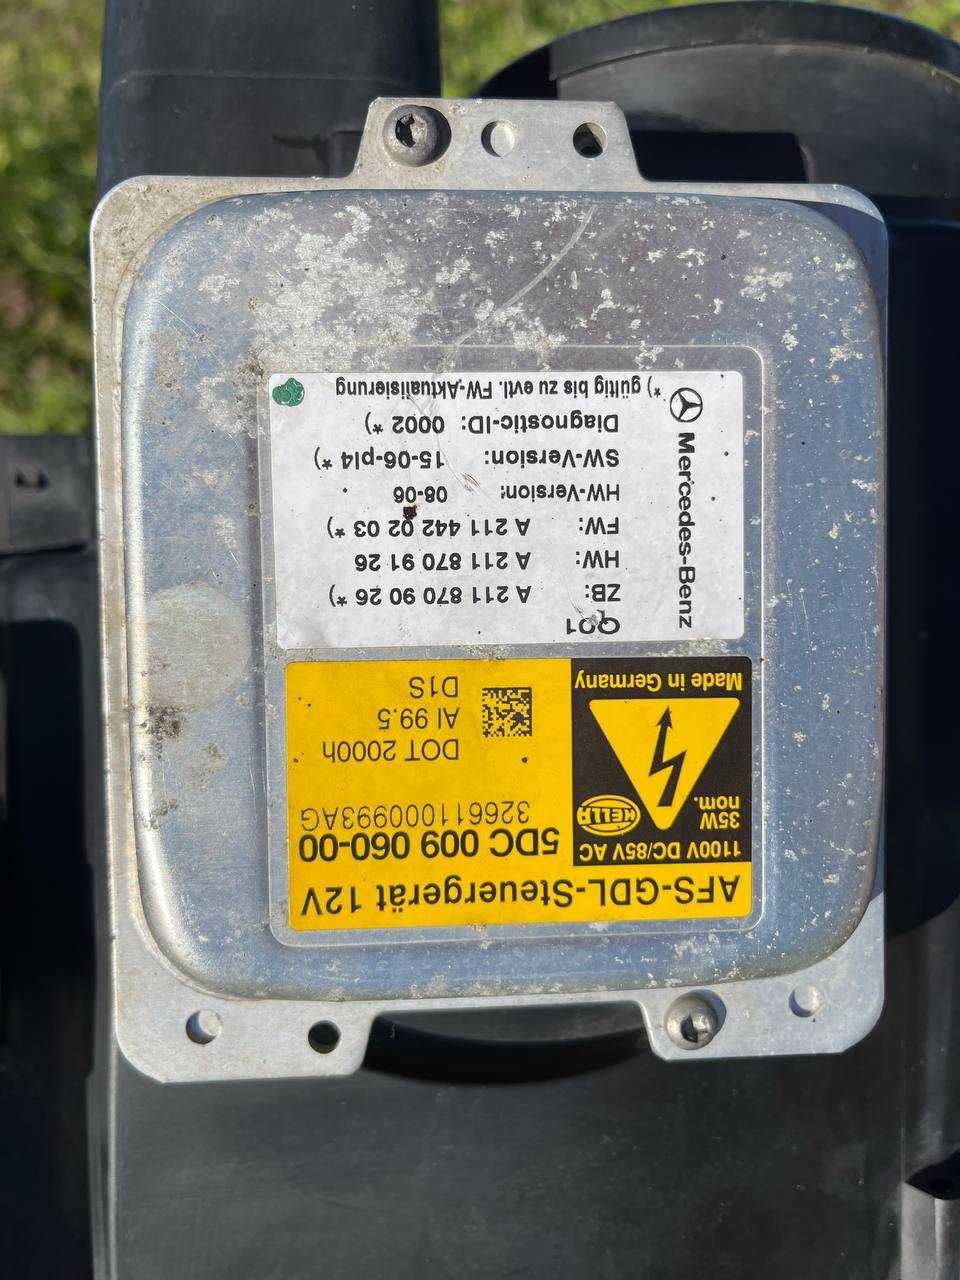 AFS-GDL-Steuergerät 12V
1100V DC/85V AC
35W
nom.
HELLA
Made in Germany
5DC 009 060-00
326611000993AG
DOT 2000h
AI 99.5
D1S
Mercedes-Benz
Q01
ZB: A 211 870 90 26 *)
HW: A 211 870 91 26
FW: A 211 442 02 03 *)
HW-Version: 08-06
SW-Version: 15-06-pl4 *)
Diagnostic-ID: 0002 *)
*) gültig bis zu evtl. FW-Aktualisierung